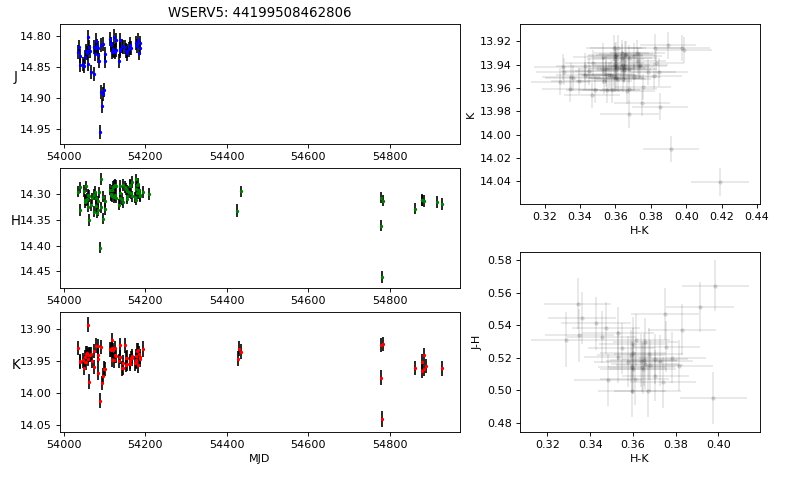 WSERV5: 44199508462806
14.80
14.85
14.90
14.95
J
54000 54200 54400 54600 54800
14.30
14.35
14.40
14.45
H
54000 54200 54400 54600 54800
13.90
13.95
14.00
14.05
K
54000 54200 54400 54600 54800
MJD
13.92
13.94
13.96
13.98
14.00
14.02
14.04
K
0.32 0.34 0.36 0.38 0.40 0.42 0.44
H-K
0.58
0.56
0.54
0.52
0.50
0.48
J-H
0.32 0.34 0.36 0.38 0.40
H-K